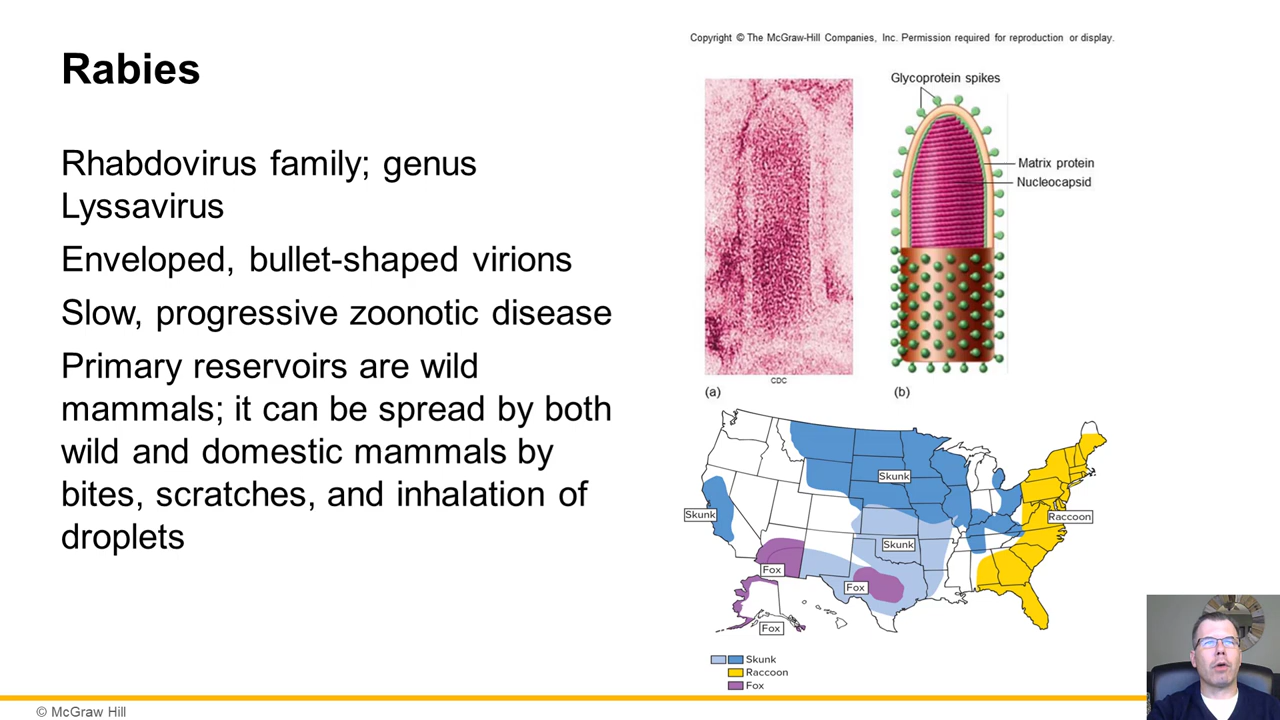 Copyright © The McGraw-Hill Companies, Inc. Permission required for reproduction or display.
Rabies
Rhabdovirus family; genus
Lyssavirus
Enveloped, bullet-shaped virions
Slow, progressive zoonotic disease
Primary reservoirs are wild
mammals; it can be spread by both
wild and domestic mammals by
bites, scratches, and inhalation of
droplets
Glycoprotein spikes
Matrix protein
Nucleocapsid
CDC
(a)
(b)
Skunk
Skunk
Raccoon
Skunk
Fox
Fox
Fox
Skunk
Raccoon
Fox
© McGraw Hill